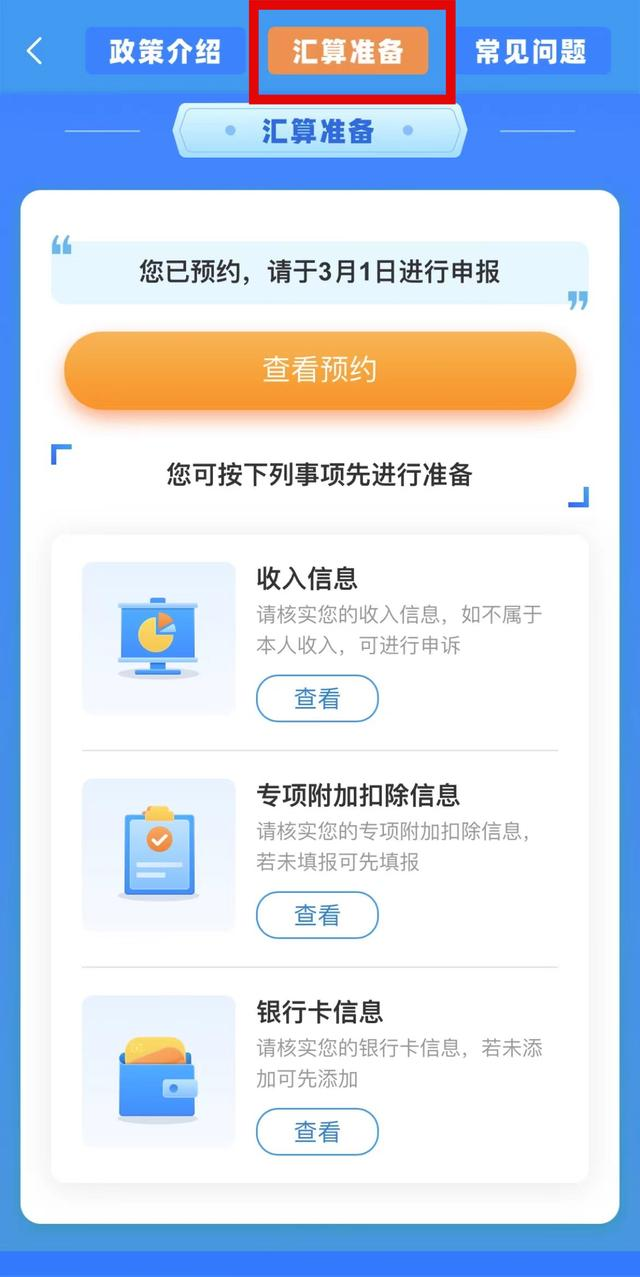 政策介绍 汇算准备 常见问题
汇算准备
您已预约，请于3月1日进行申报
查看预约
您可按下列事项先进行准备
收入信息
请核实您的收入信息，如不属于
本人收入，可进行申诉
查看
专项附加扣除信息
请核实您的专项附加扣除信息，
若未填报可先填报
查看
银行卡信息
请核实您的银行卡信息，若未添
加可先添加
查看